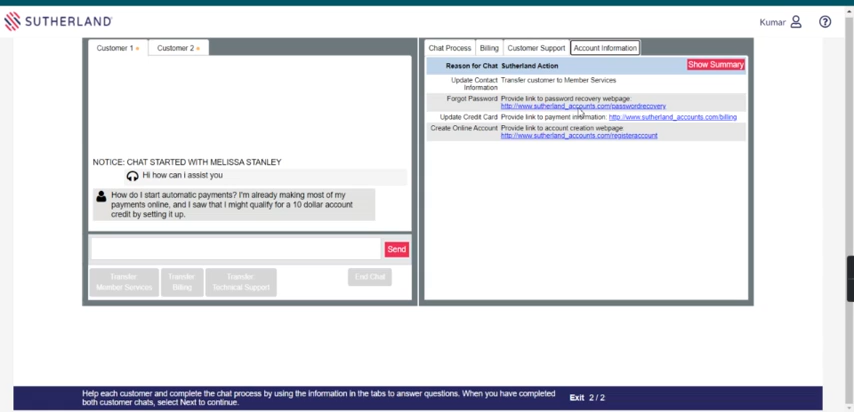 SUTHERLAND
Kumar
Customer 1
Customer 2
NOTICE: CHAT STARTED WITH MELISSA STANLEY
Hi how can i assist you
How do I start automatic payments? I'm already making most of my
payments online, and I saw that I might qualify for a 10 dollar account
credit by setting it up.
Send
Transfer: Member Services
Transfer: Billing
Transfer: Technical Support
End Chat
Chat Process Billing Customer Support Account Information
Reason for Chat Sutherland Action
Show Summary
Update Contact Information Transfer customer to Member Services
Forgot Password Provide link to password recovery webpage:
http://www.sutherland_accounts.com/passwordrecovery
Update Credit Card Provide link to payment information: http://www.sutherland_accounts.com/billing
Create Online Account Provide link to account creation webpage:
http://www.sutherland_accounts.com/registeraccount
Help each customer and complete the chat process by using the information in the tabs to answer questions. When you have completed
both customer chats, select Next to continue.
Exit 2 / 2